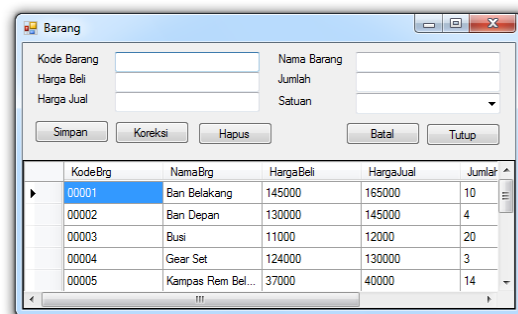 Barang
Kode Barang Nama Barang
Harga Beli Jumlah
Harga Jual Satuan
Simpan Koreksi Hapus Batal Tutup
KodeBrg NamaBrg HargaBeli HargaJual Jumlah
00001 Ban Belakang 145000 165000 10
00002 Ban Depan 130000 145000 4
00003 Busi 11000 12000 20
00004 Gear Set 124000 130000 3
00005 Kampas Rem Bel... 37000 40000 14